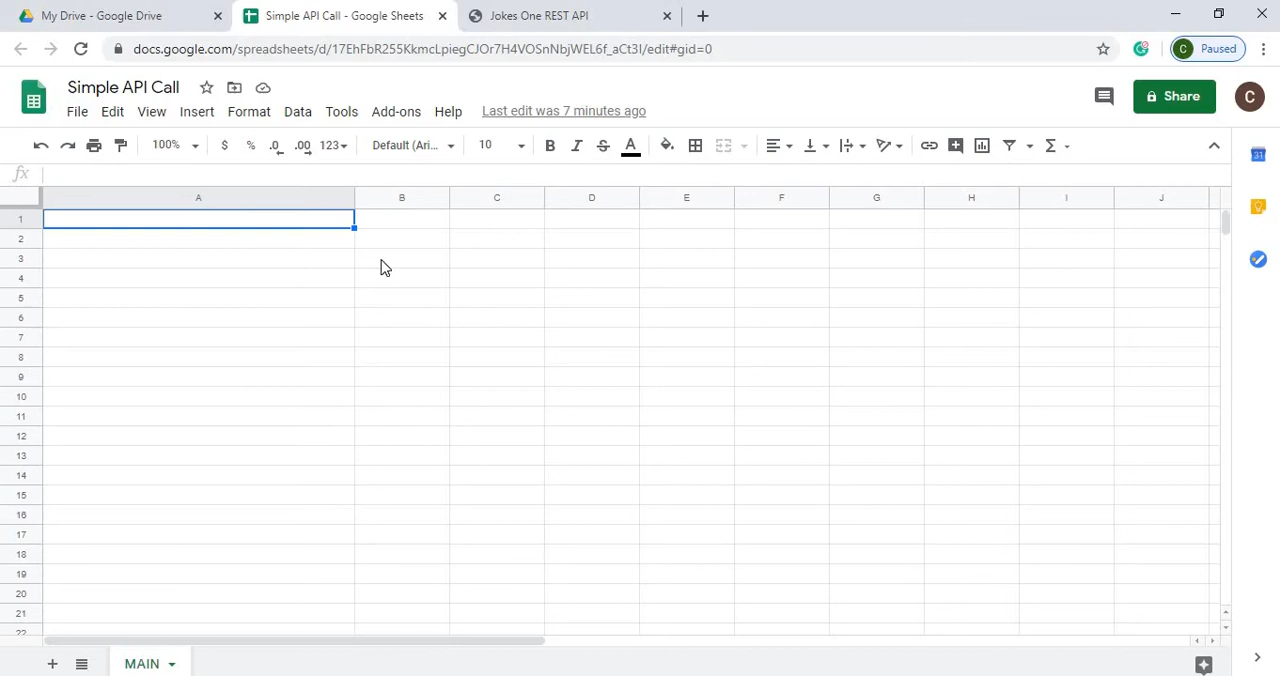 My Drive - Google Drive
Simple API Call - Google Sheets
Jokes One REST API
docs.google.com/spreadsheets/d/17EhFbR255KkmcLpiegCJOr7H4VOSnNbjWEL6f_aCt3I/edit#gid=0
C Paused
Simple API Call
File Edit View Insert Format Data Tools Add-ons Help Last edit was 7 minutes ago
Share
C
100% $ % .0 .00 123 Default (Ari... 10 B I S A Σ
31
fx
A B C D E F G H I J
1
2
3
4
5
6
7
8
9
10
11
12
13
14
15
16
17
18
19
20
21
22
MAIN